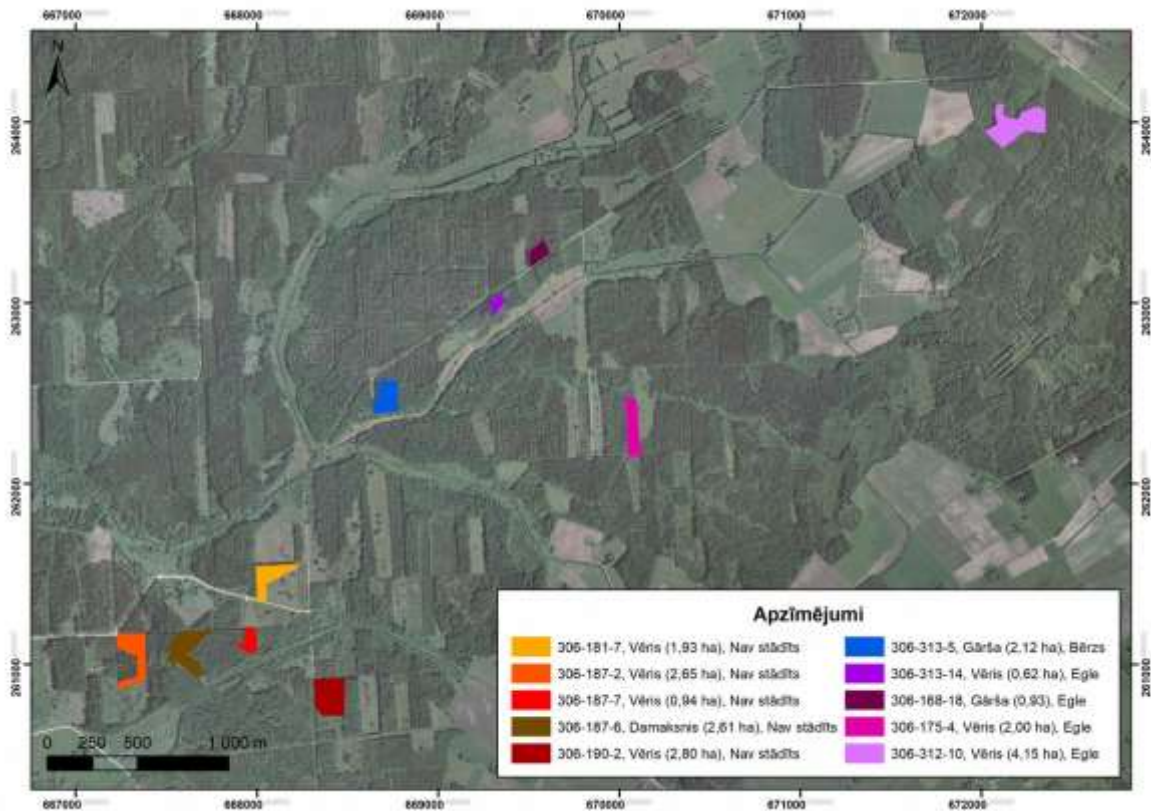 667000 668000 669000 670000 671000 672000
N
264000 264000
263000 263000
262000 262000
261000 261000
Apzīmējumi
306-181-7, Vēris (1,93 ha), Nav stādīts
306-187-2, Vēris (2,65 ha), Nav stādīts
306-187-7, Vēris (0,94 ha), Nav stādīts
306-187-6, Damaksnis (2,61 ha), Nav stādīts
306-190-2, Vēris (2,80 ha), Nav stādīts
306-313-5, Gārša (2,12 ha), Bērzs
306-313-14, Vēris (0,62 ha), Egle
306-168-18, Gārša (0,93), Egle
306-175-4, Vēris (2,00 ha), Egle
306-312-10, Vēris (4,15 ha), Egle
0 250 500 1 000 m
667000 668000 669000 670000 671000 672000